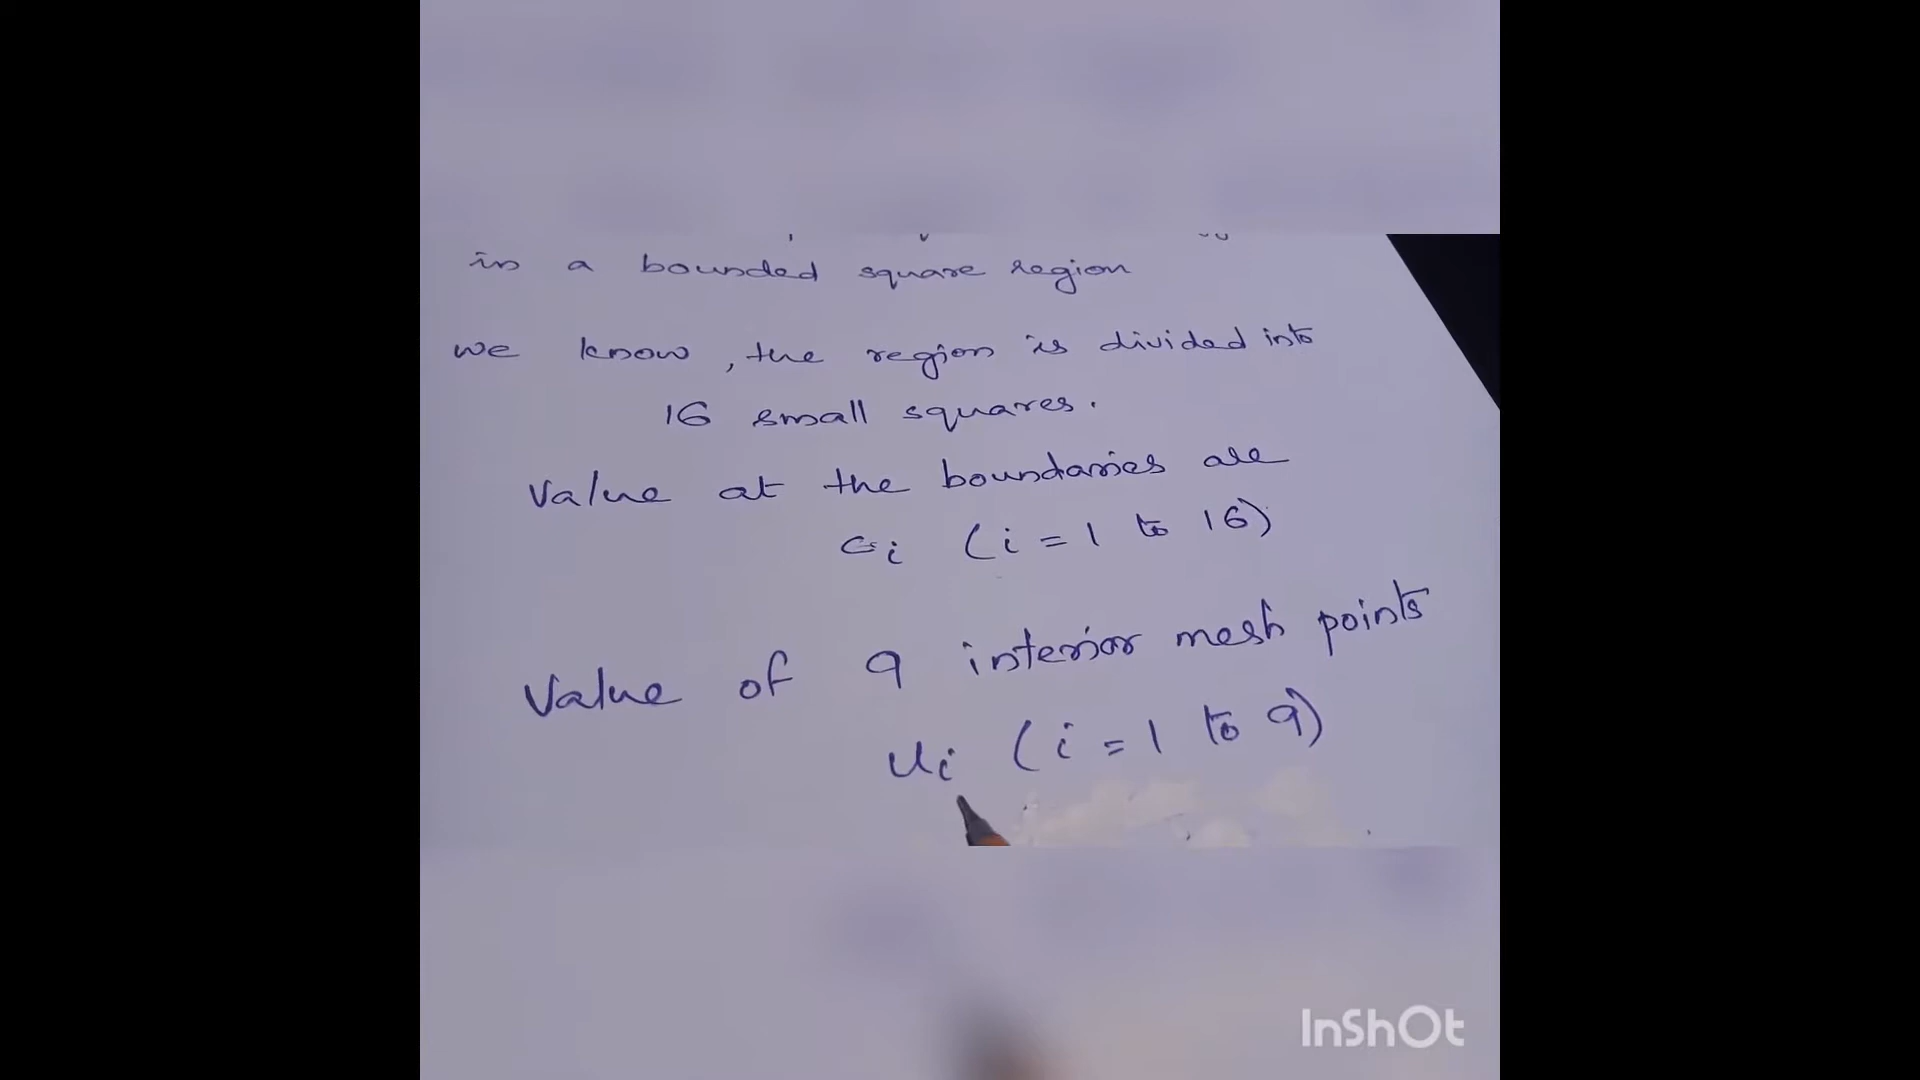 in a bounded square region
we know, the region is divided into
16 small squares.
Value at the boundaries are
ci (i = 1 to 16)
Value of 9 interior mesh points
ui (i = 1 to 9)
InShOt